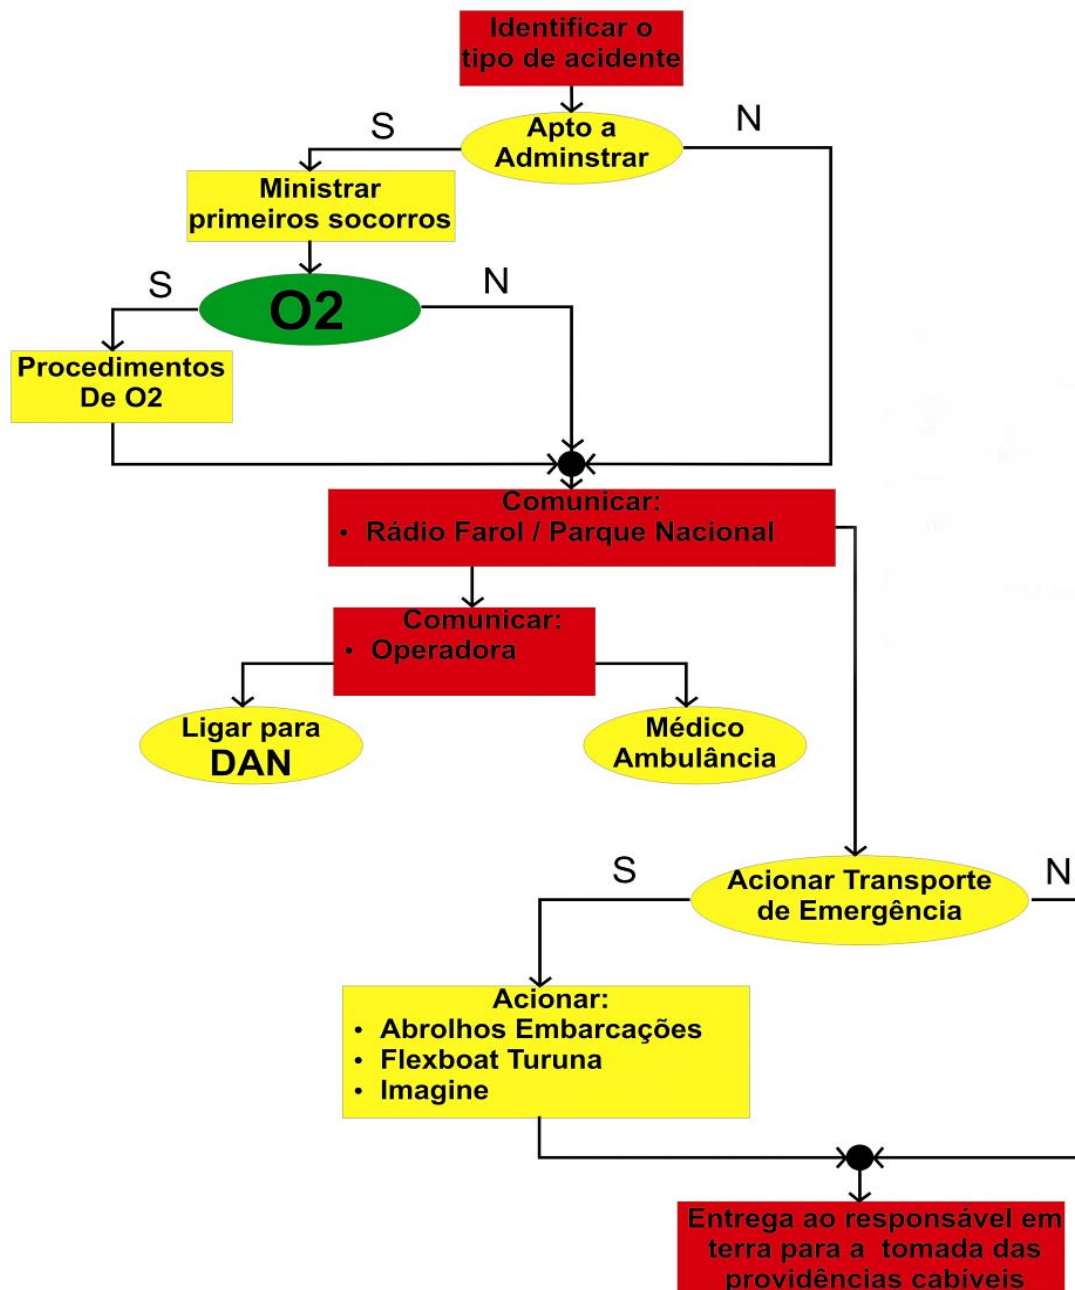 Identificar o
tipo de acidente
S
Apto a
Adminstrar
N
Ministrar
primeiros socorros
S
O2
N
Procedimentos
De O2
Comunicar:
• Rádio Farol / Parque Nacional
Comunicar:
• Operadora
Ligar para
DAN
Médico
Ambulância
S
Acionar Transporte
de Emergência
N
Acionar:
• Abrolhos Embarcações
• Flexboat Turuna
• Imagine
Entrega ao responsável em
terra para a tomada das
providências cabíveis